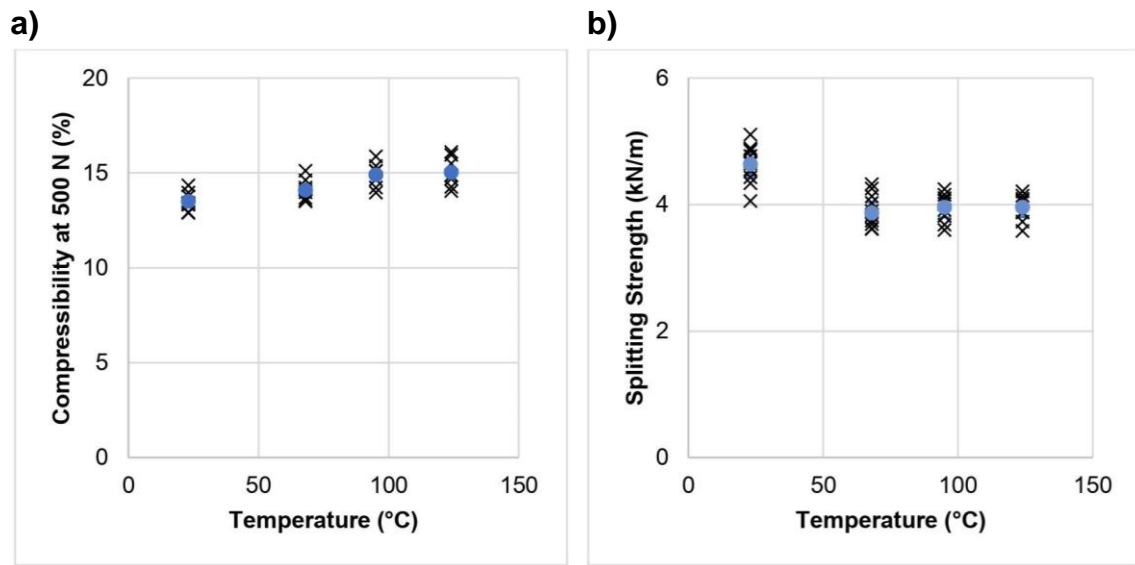 a)
b)
20
15
10
5
0
0 50 100 150
Compressibility at 500 N (%)
Temperature (°C)
6
4
2
0
0 50 100 150
Splitting Strength (kN/m)
Temperature (°C)